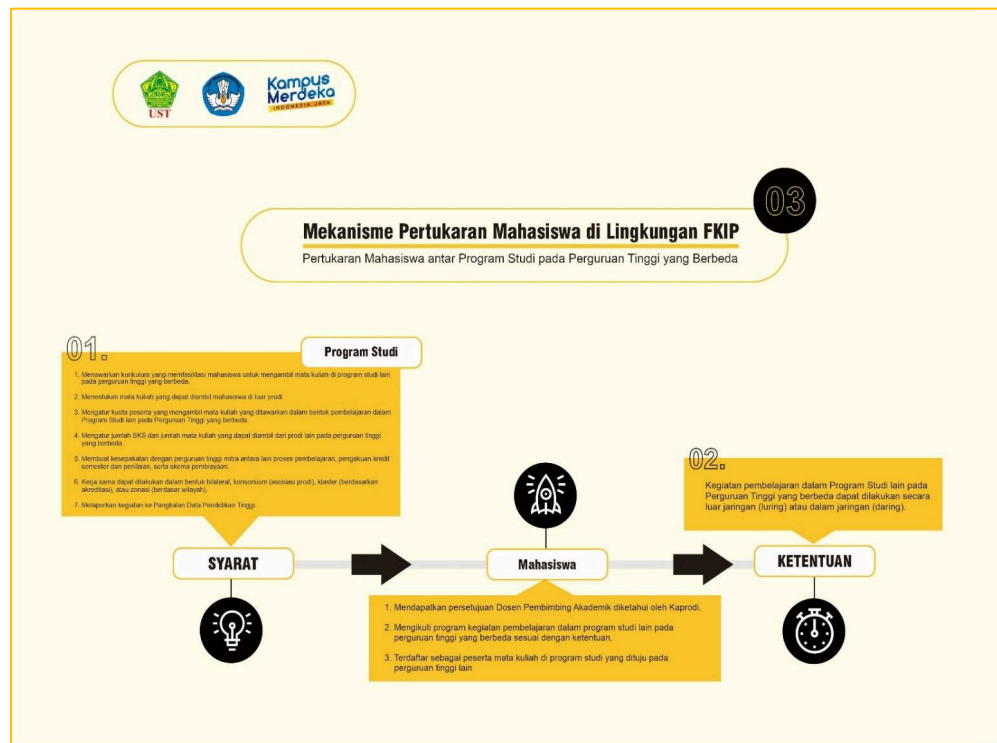 UST
Kampus
Merdeka
INDONESIA JAYA
03
Mekanisme Pertukaran Mahasiswa di Lingkungan FKIP
Pertukaran Mahasiswa antar Program Studi pada Perguruan Tinggi yang Berbeda
01.
Program Studi
1. Menawarkan kurikulum yang memfasilitasi mahasiswa untuk mengambil mata kuliah di program studi lain
pada perguruan tinggi yang berbeda.
2. Menentukan mata kuliah yang dapat diambil mahasiswa di luar prodi.
3. Mengatur kuota peserta yang mengambil mata kuliah yang ditawarkan dalam bentuk pembelajaran dalam
Program Studi lain pada Perguruan Tinggi yang berbeda.
4. Mengatur jumlah SKS dan jumlah mata kuliah yang dapat diambil dari prodi lain pada perguruan tinggi
yang berbeda.
5. Membuat kesepakatan dengan perguruan tinggi mitra antara lain proses pembelajaran, pengakuan kredit
semester dan penilaian, serta skema pembiayaan.
6. Kerja sama dapat dilakukan dalam bentuk bilateral, konsorsium (asosiasi prodi), klaster (berdasarkan
akreditasi), atau zonasi (berdasar wilayah).
7. Melaporkan kegiatan ke Pangkalan Data Pendidikan Tinggi.
SYARAT
Mahasiswa
1. Mendapatkan persetujuan Dosen Pembimbing Akademik diketahui oleh Kaprodi.
2. Mengikuti program kegiatan pembelajaran dalam program studi lain pada
perguruan tinggi yang berbeda sesuai dengan ketentuan.
3. Terdaftar sebagai peserta mata kuliah di program studi yang dituju pada
perguruan tinggi lain
02.
Kegiatan pembelajaran dalam Program Studi lain pada
Perguruan Tinggi yang berbeda dapat dilakukan secara
luar jaringan (luring) atau dalam jaringan (daring).
KETENTUAN